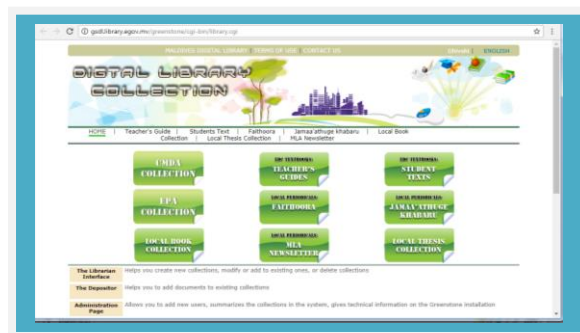 gsdl.library.egov.mv/greenstone/cgi-bin/library.cgi
MALDIVES DIGITAL LIBRARY | TERMS OF USE | CONTACT US
Dhivehi | ENGLISH
DIGITAL LIBRARY
COLLECTION
HOME | Teacher's Guide | Students Text | Faithoora | Jamaa'athuge khabaru | Local Book
Collection | Local Thesis Collection | MLA Newsletter
UMDA
COLLECTION
EDC TEXTBOOKS:
TEACHER'S
GUIDES
EDC TEXTBOOKS:
STUDENT
TEXTS
EPA
COLLECTION
LOCAL PERIODICALS:
FAITHOORA
LOCAL PERIODICALS:
JAMAA'ATHUGE
KHABARU
LOCAL BOOK
COLLECTION
LOCAL PERIODICALS:
MLA
NEWSLETTER
LOCAL THESIS
COLLECTION
The Librarian
Interface
Helps you create new collections, modify or add to existing ones, or delete collections
The Depositor
Helps you to add documents to existing collections
Administration
Page
Allows you to add new users, summarizes the collections in the system, gives technical information on the Greenstone installation